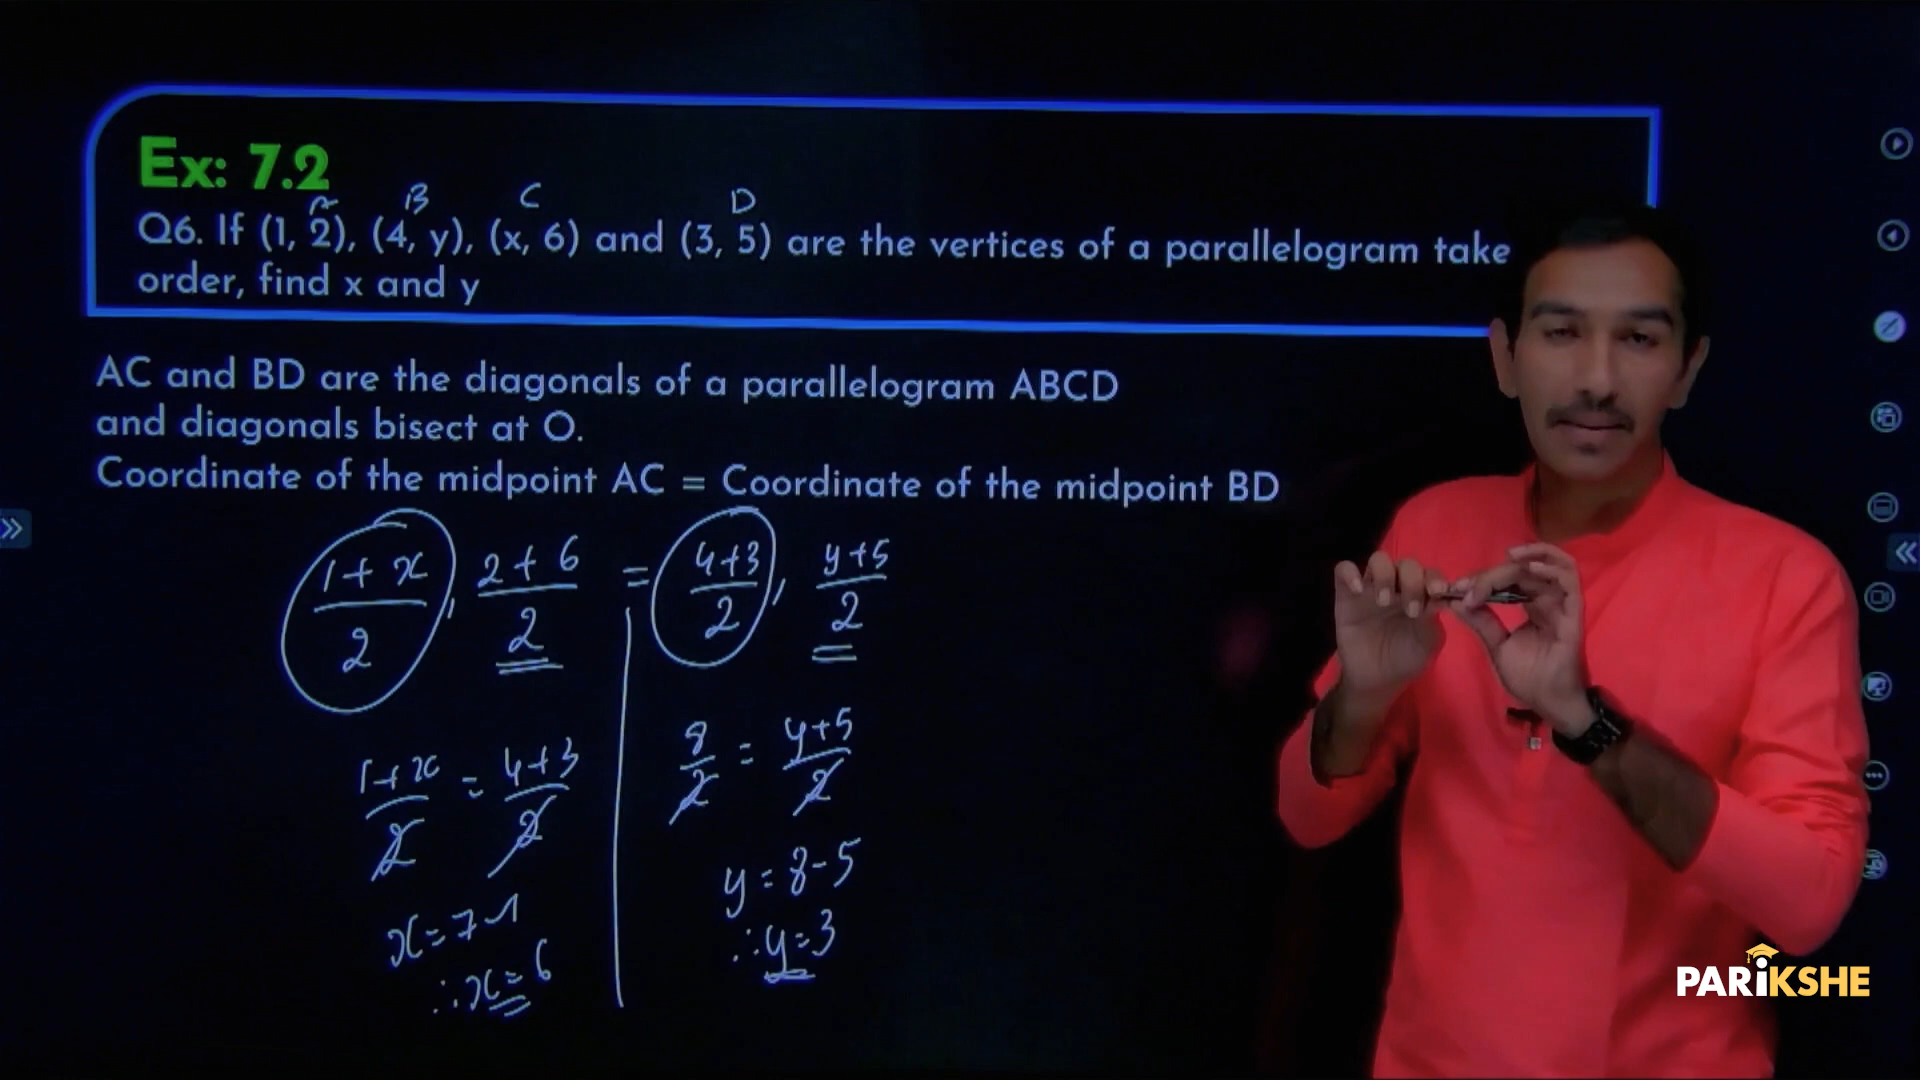 Ex: 7.2
A B C D
Q6. If (1, 2), (4, y), (x, 6) and (3, 5) are the vertices of a parallelogram take
order, find x and y
AC and BD are the diagonals of a parallelogram ABCD
and diagonals bisect at O.
Coordinate of the midpoint AC = Coordinate of the midpoint BD
(1+x)/2, (2+6)/2 = (4+3)/2, (y+5)/2
(1+x)/2 = (4+3)/2
x=7-1
∴x=6
8/2 = (y+5)/2
y=8-5
∴y=3
PARiKSHE